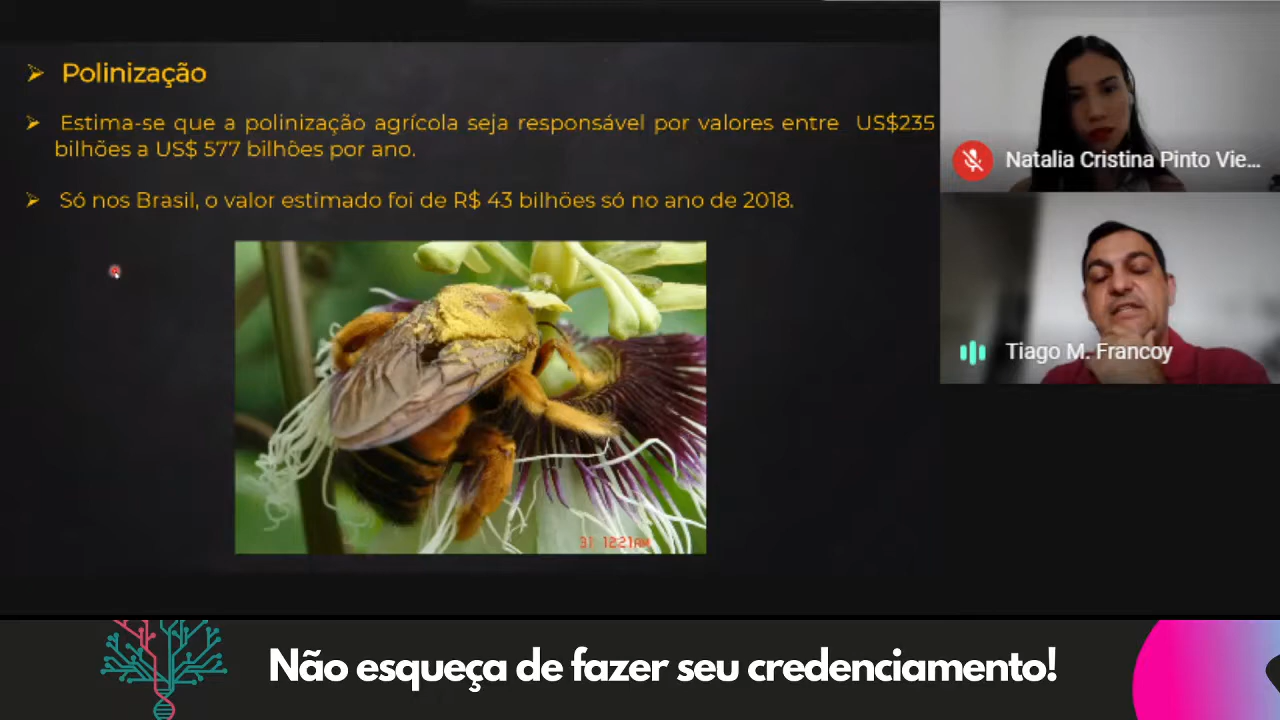 Polinização
Estima-se que a polinização agrícola seja responsável por valores entre US$235
bilhões a US$ 577 bilhões por ano.
Só nos Brasil, o valor estimado foi de R$ 43 bilhões só no ano de 2018.
31 12:21AM
Natalia Cristina Pinto Vie...
Tiago M. Francoy
Não esqueça de fazer seu credenciamento!